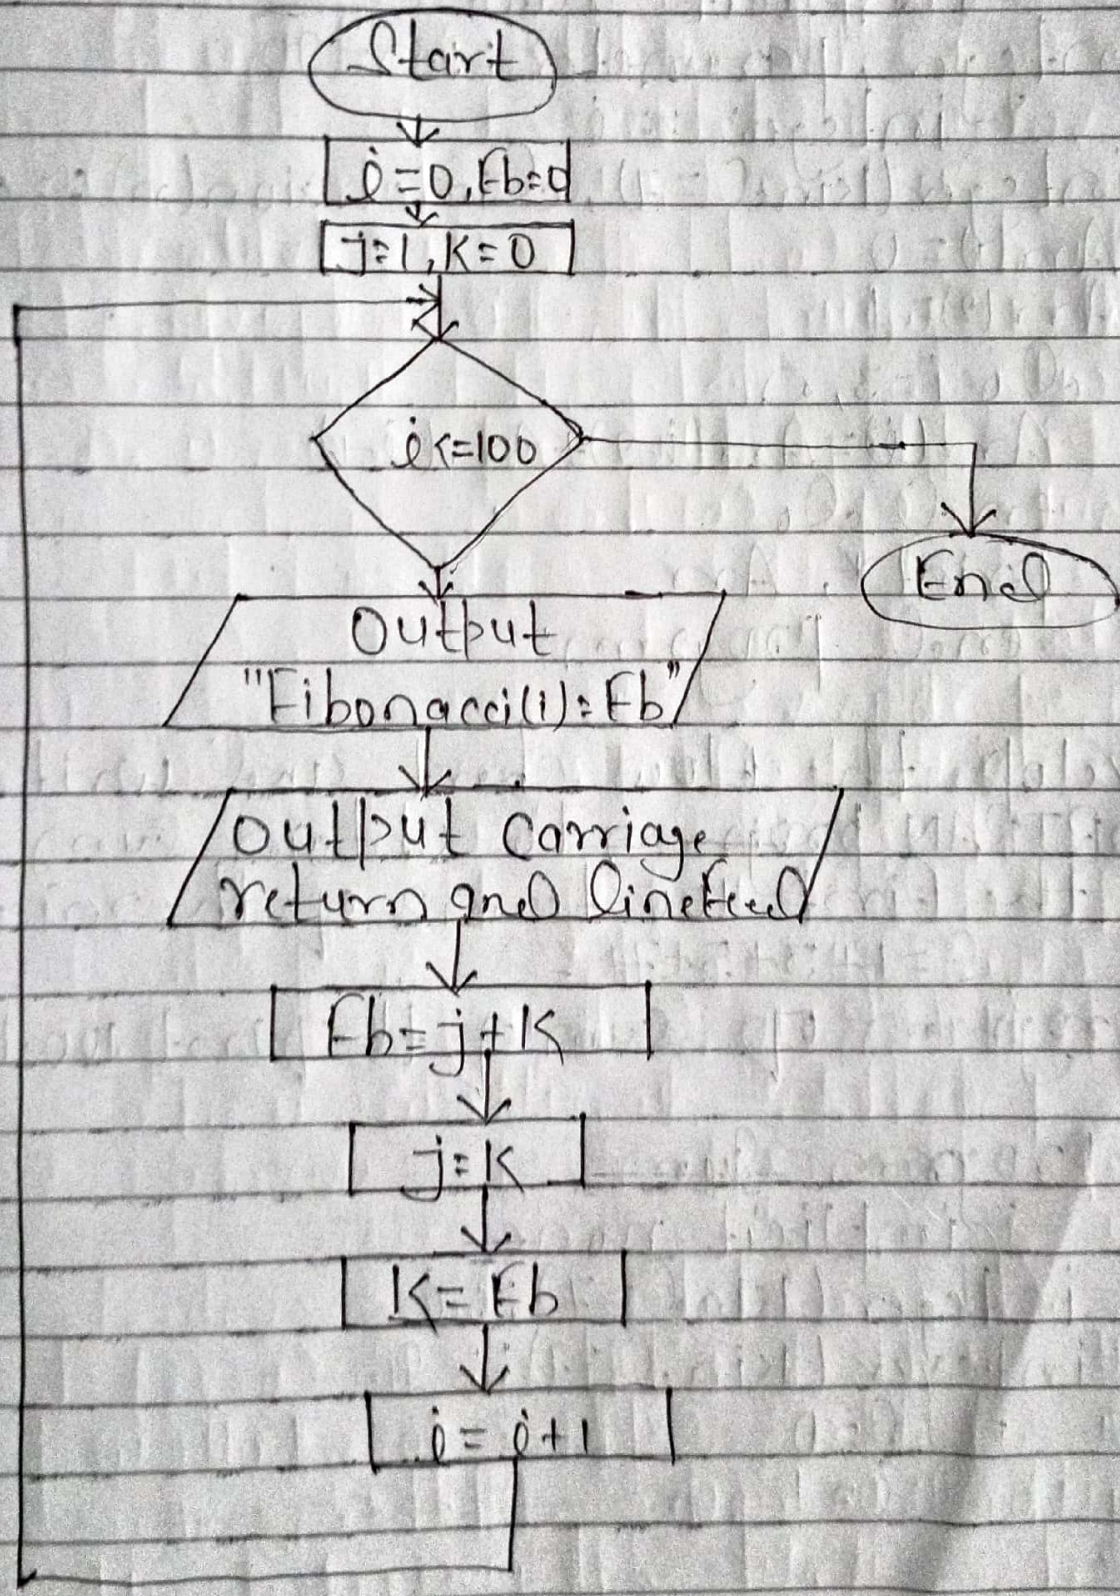 Start
i=0,Fb=0
j=1,K=0
i<=100
End
Output
"Fibonacci(i)=Fb"
Output Carriage
return and linefeed
Fb=j+K
j=K
K=Fb
i=i+1